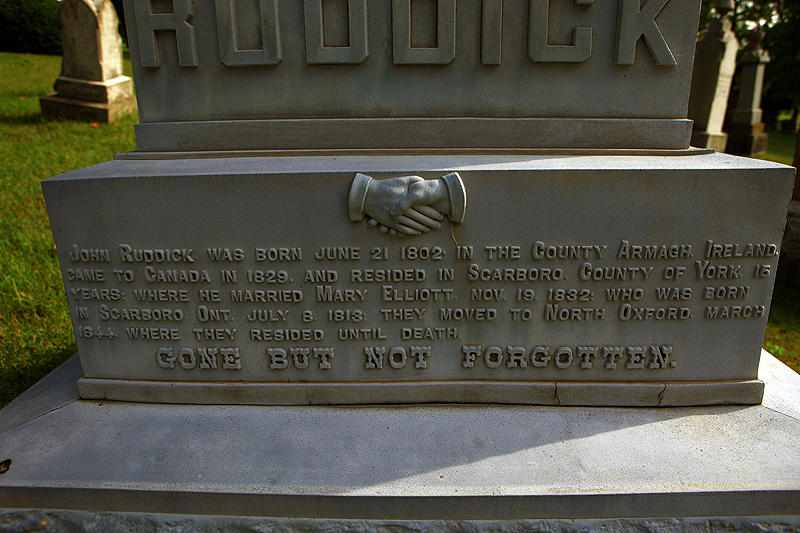 RUDDICK
JOHN RUDDICK WAS BORN JUNE 21 1802; IN THE COUNTY ARMAGH, IRELAND,
CAME TO CANADA IN 1829, AND RESIDED IN SCARBORO, COUNTY OF YORK 15
YEARS; WHERE HE MARRIED MARY ELLIOTT, NOV. 19, 1832; WHO WAS BORN
IN SCARBORO, ONT. JULY 8, 1813; THEY MOVED TO NORTH OXFORD, MARCH
1844, WHERE THEY RESIDED UNTIL DEATH.
GONE BUT NOT FORGOTTEN.